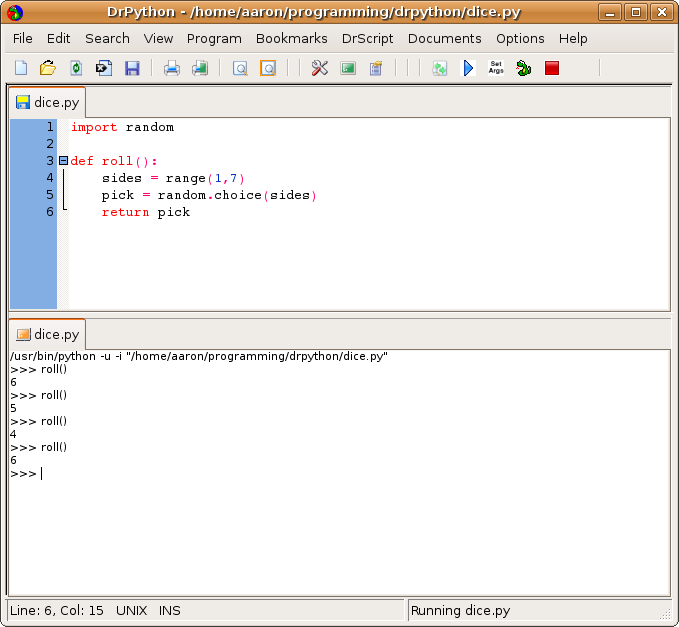 DrPython - /home/aaron/programming/drpython/dice.py
File Edit Search View Program Bookmarks DrScript Documents Options Help
Set Args
dice.py
1 import random
2
3 def roll():
4     sides = range(1,7)
5     pick = random.choice(sides)
6     return pick
dice.py
/usr/bin/python -u -i "/home/aaron/programming/drpython/dice.py"
>>> roll()
6
>>> roll()
5
>>> roll()
4
>>> roll()
6
>>>
Line: 6, Col: 15 UNIX INS Running dice.py